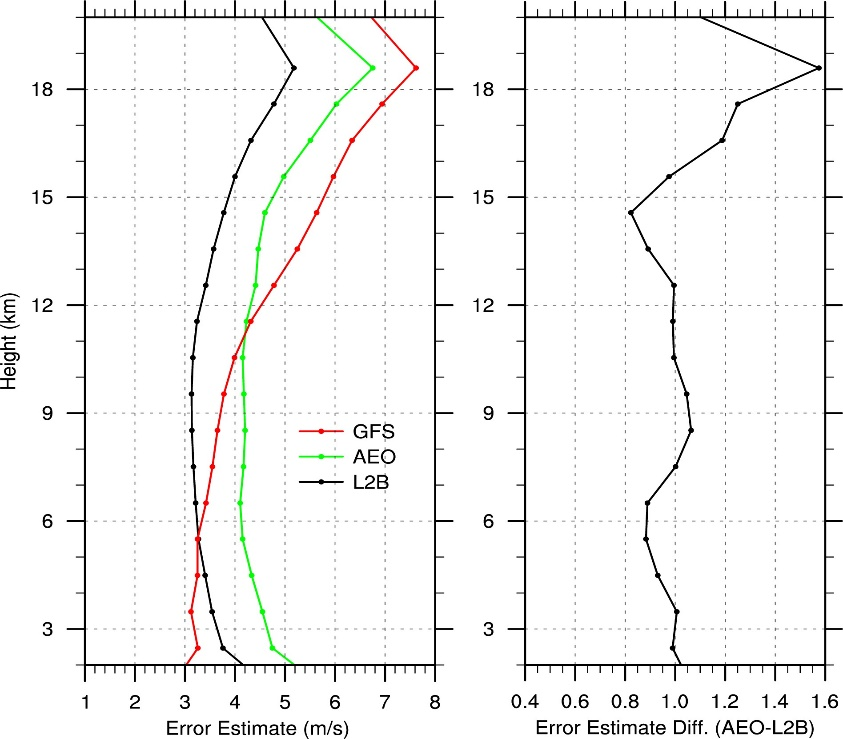 18
15
12
9
6
3
Height (km)
GFS
AEO
L2B
1 2 3 4 5 6 7 8
Error Estimate (m/s)
18
15
12
9
6
3
0.4 0.6 0.8 1.0 1.2 1.4 1.6
Error Estimate Diff. (AEO-L2B)